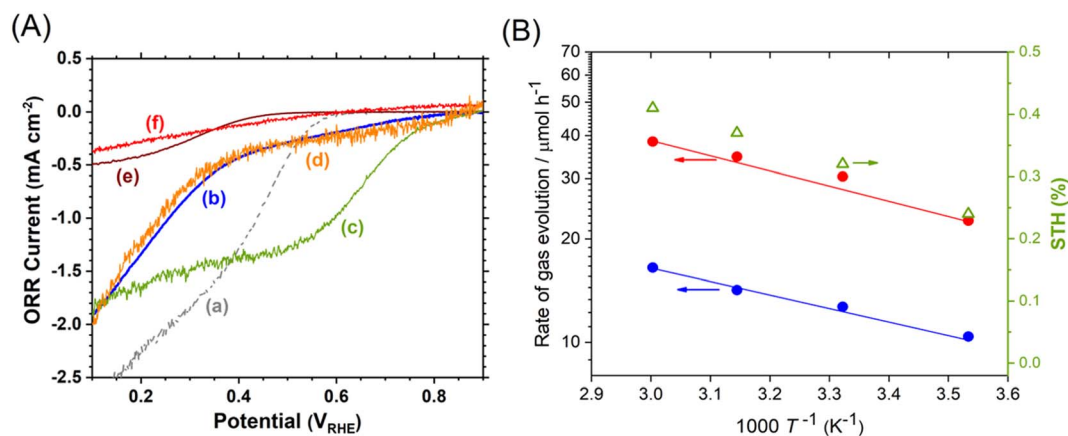 (A)
ORR Current (mA cm-2)
0.5
0.0
-0.5
-1.0
-1.5
-2.0
-2.5
(f)
(e)
(d)
(b)
(c)
(a)
0.2 0.4 0.6 0.8
Potential (VRHE)
(B)
Rate of gas evolution / μmol h-1
70
60
50
40
30
20
10
0.5
0.4
0.3
0.2
0.1
0.0
STH (%)
2.9 3.0 3.1 3.2 3.3 3.4 3.5 3.6
1000 T-1 (K-1)